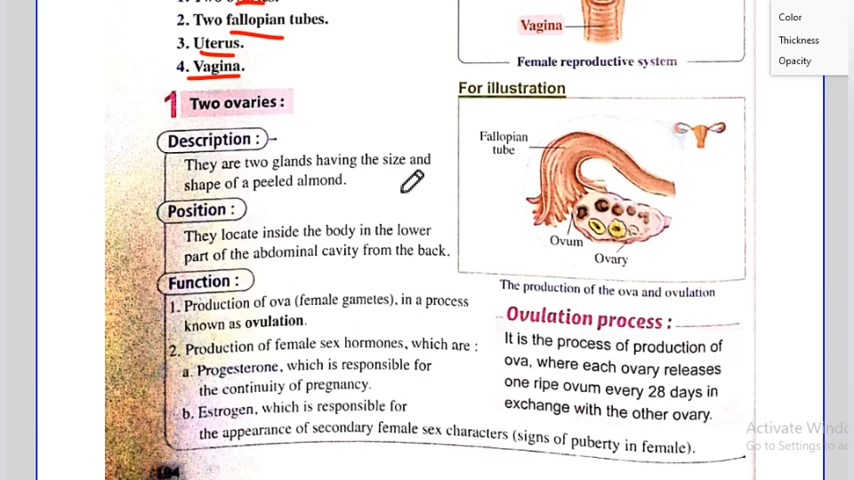 2. Two fallopian tubes.
3. Uterus.
4. Vagina.
1 Two ovaries :
Description :
They are two glands having the size and
shape of a peeled almond.
Position :
They locate inside the body in the lower
part of the abdominal cavity from the back.
Function :
1. Production of ova (female gametes), in a process
known as ovulation.
2. Production of female sex hormones, which are :
a. Progesterone, which is responsible for
the continuity of pregnancy.
b. Estrogen, which is responsible for
the appearance of secondary female sex characters (signs of puberty in female).
Vagina
Female reproductive system
For illustration
Fallopian
tube
Ovum
Ovary
The production of the ova and ovulation
Ovulation process :
It is the process of production of
ova, where each ovary releases
one ripe ovum every 28 days in
exchange with the other ovary.
Color
Thickness
Opacity
Activate Windo
Go to Settings to ac